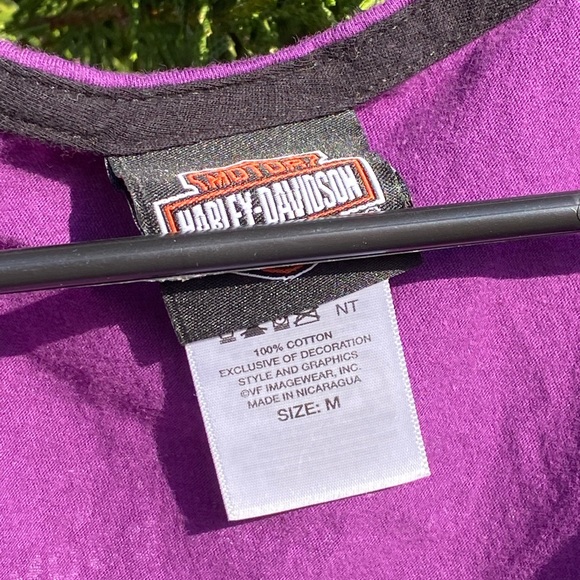 MOTOR
HARLEY-DAVIDSON
NT
100% COTTON
EXCLUSIVE OF DECORATION
STYLE AND GRAPHICS
©VF IMAGEWEAR, INC.
MADE IN NICARAGUA
SIZE: M